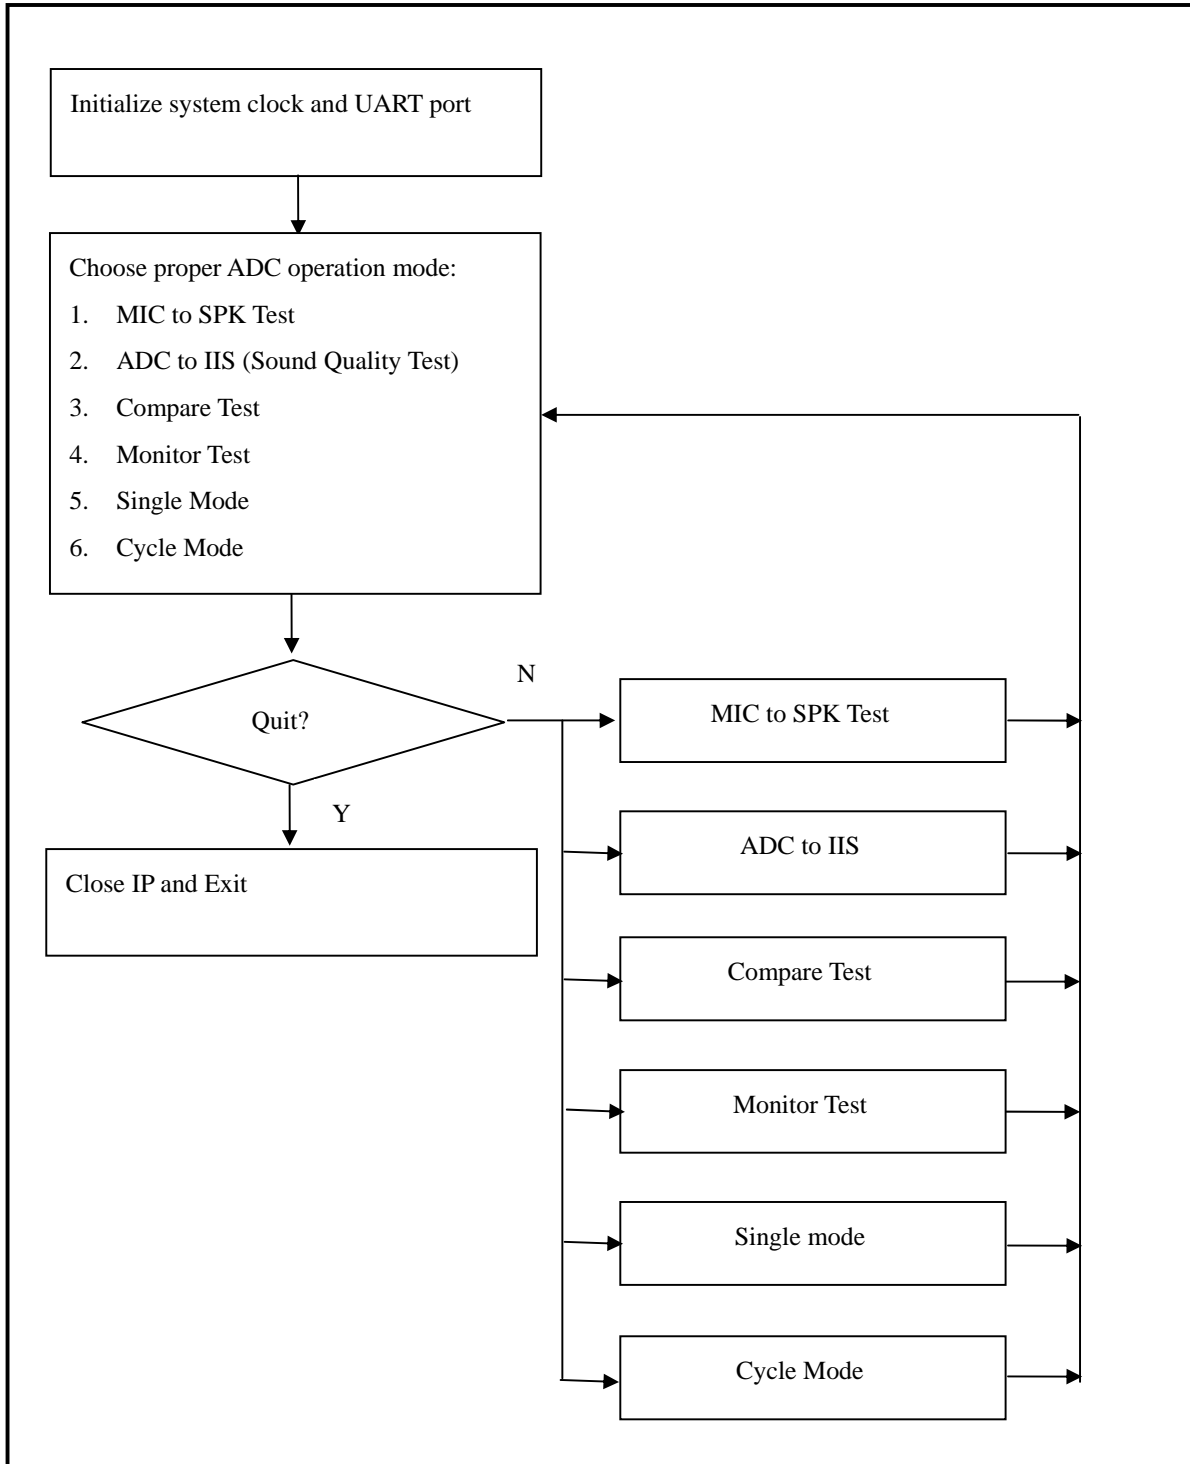 Initialize system clock and UART port
Choose proper ADC operation mode:
1. MIC to SPK Test
2. ADC to IIS (Sound Quality Test)
3. Compare Test
4. Monitor Test
5. Single Mode
6. Cycle Mode
Quit?
N
Y
Close IP and Exit
MIC to SPK Test
ADC to IIS
Compare Test
Monitor Test
Single mode
Cycle Mode